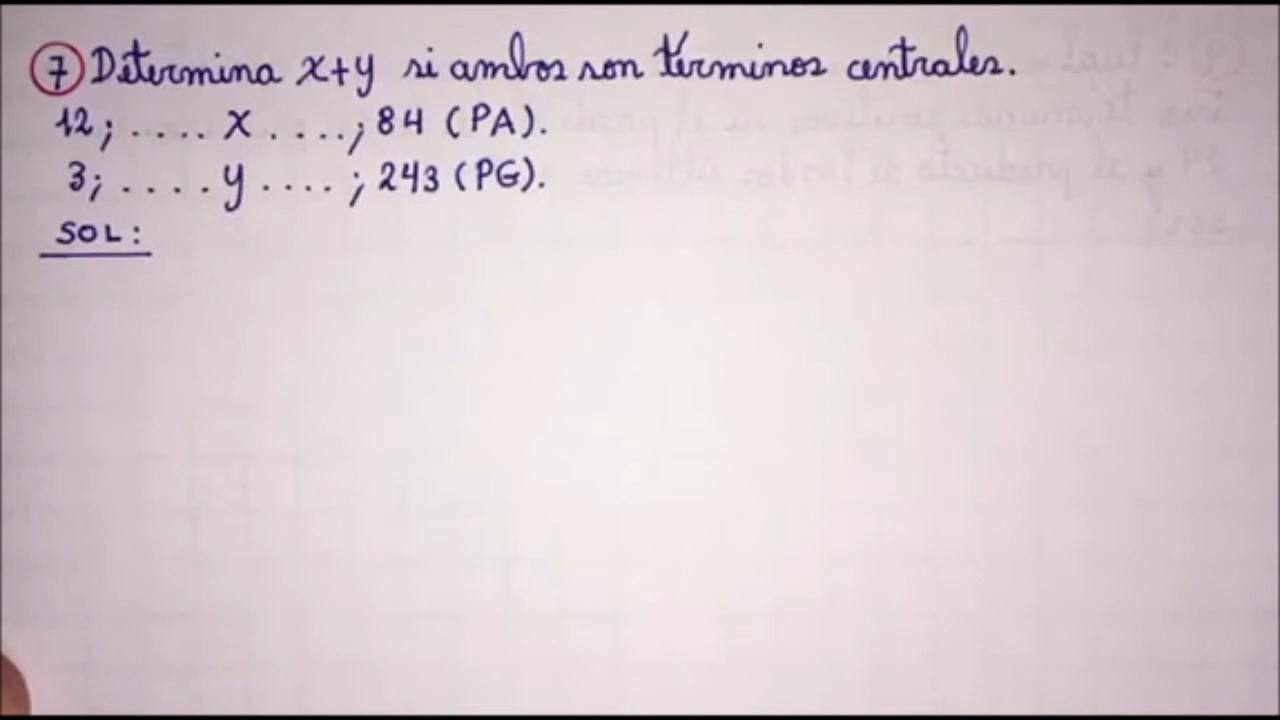 7 Determina x+y si ambos son términos centrales.
12; ..... x ....; 84 (PA).
3; .... y ....; 243 (PG).
SOL: